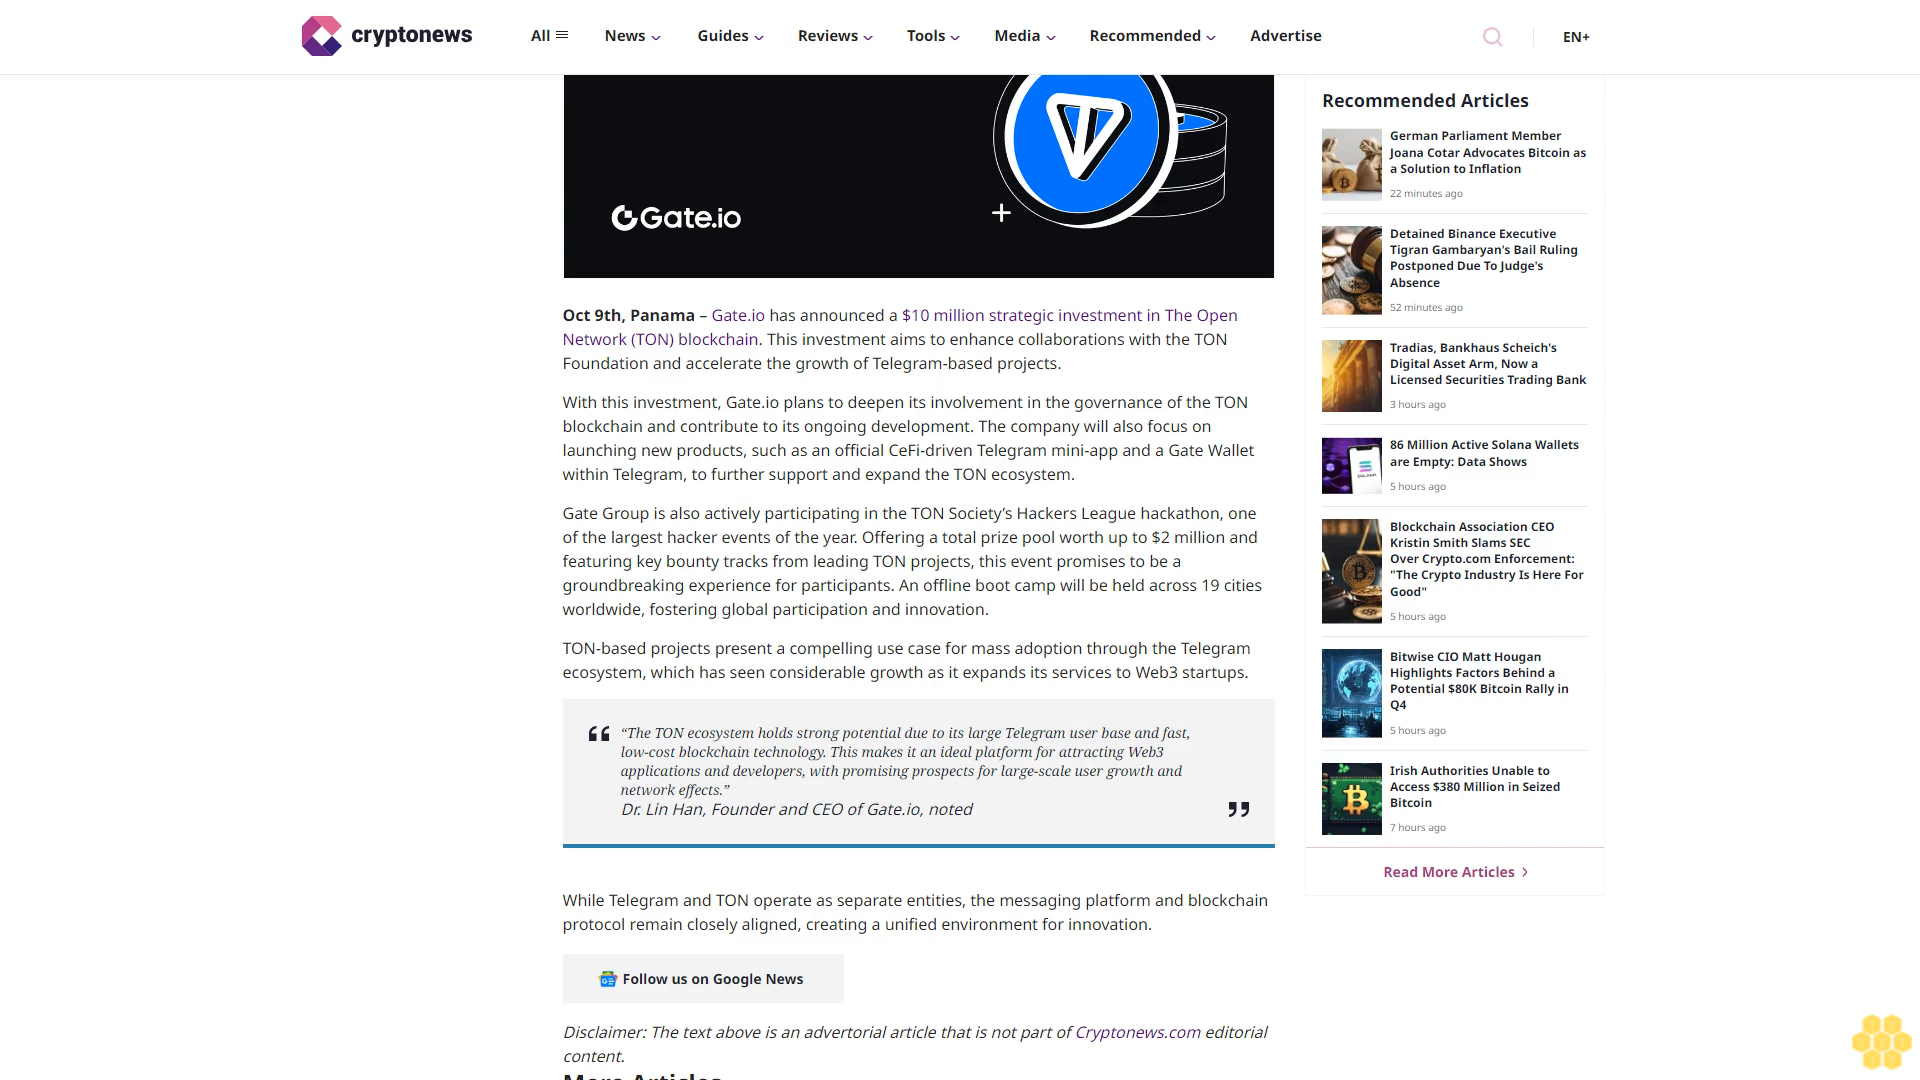 cryptonews
All
News
Guides
Reviews
Tools
Media
Recommended
Advertise
EN+
Gate.io
Oct 9th, Panama – Gate.io has announced a $10 million strategic investment in The Open
Network (TON) blockchain. This investment aims to enhance collaborations with the TON
Foundation and accelerate the growth of Telegram-based projects.
With this investment, Gate.io plans to deepen its involvement in the governance of the TON
blockchain and contribute to its ongoing development. The company will also focus on
launching new products, such as an official CeFi-driven Telegram mini-app and a Gate Wallet
within Telegram, to further support and expand the TON ecosystem.
Gate Group is also actively participating in the TON Society’s Hackers League hackathon, one
of the largest hacker events of the year. Offering a total prize pool worth up to $2 million and
featuring key bounty tracks from leading TON projects, this event promises to be a
groundbreaking experience for participants. An offline boot camp will be held across 19 cities
worldwide, fostering global participation and innovation.
TON-based projects present a compelling use case for mass adoption through the Telegram
ecosystem, which has seen considerable growth as it expands its services to Web3 startups.
“The TON ecosystem holds strong potential due to its large Telegram user base and fast,
low-cost blockchain technology. This makes it an ideal platform for attracting Web3
applications and developers, with promising prospects for large-scale user growth and
network effects.”
Dr. Lin Han, Founder and CEO of Gate.io, noted
While Telegram and TON operate as separate entities, the messaging platform and blockchain
protocol remain closely aligned, creating a unified environment for innovation.
Follow us on Google News
Disclaimer: The text above is an advertorial article that is not part of Cryptonews.com editorial
content.
More Articles
Recommended Articles
German Parliament Member
Joana Cotar Advocates Bitcoin as
a Solution to Inflation
22 minutes ago
Detained Binance Executive
Tigran Gambaryan's Bail Ruling
Postponed Due To Judge's
Absence
52 minutes ago
Tradias, Bankhaus Scheich's
Digital Asset Arm, Now a
Licensed Securities Trading Bank
3 hours ago
86 Million Active Solana Wallets
are Empty: Data Shows
5 hours ago
Blockchain Association CEO
Kristin Smith Slams SEC
Over Crypto.com Enforcement:
"The Crypto Industry Is Here For
Good"
5 hours ago
Bitwise CIO Matt Hougan
Highlights Factors Behind a
Potential $80K Bitcoin Rally in
Q4
5 hours ago
Irish Authorities Unable to
Access $380 Million in Seized
Bitcoin
7 hours ago
Read More Articles